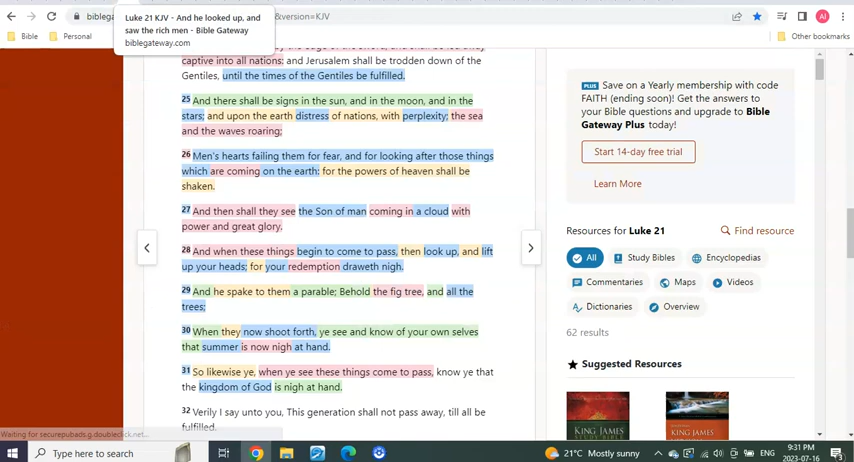 Luke 21 KJV - And he looked up, and
saw the rich men - Bible Gateway
biblegateway.com
&version=KJV
AI
Bible
Personal
Other bookmarks
captive into all nations: and Jerusalem shall be trodden down of the
Gentiles, until the times of the Gentiles be fulfilled.
25 And there shall be signs in the sun, and in the moon, and in the
stars; and upon the earth distress of nations, with perplexity; the sea
and the waves roaring;
26 Men's hearts failing them for fear, and for looking after those things
which are coming on the earth: for the powers of heaven shall be
shaken.
27 And then shall they see the Son of man coming in a cloud with
power and great glory.
28 And when these things begin to come to pass, then look up, and lift
up your heads; for your redemption draweth nigh.
29 And he spake to them a parable; Behold the fig tree, and all the
trees;
30 When they now shoot forth, ye see and know of your own selves
that summer is now nigh at hand.
31 So likewise ye, when ye see these things come to pass, know ye that
the kingdom of God is nigh at hand.
32 Verily I say unto you, This generation shall not pass away, till all be
fulfilled.
PLUS Save on a Yearly membership with code
FAITH (ending soon)! Get the answers to
your Bible questions and upgrade to Bible
Gateway Plus today!
Start 14-day free trial
Learn More
Resources for Luke 21
Find resource
All
Study Bibles
Encyclopedias
Commentaries
Maps
Videos
Dictionaries
Overview
62 results
Suggested Resources
KING JAMES
STUDY BIBLE
KING JAMES
Waiting for securepubads.g.doubleclick.net...
Type here to search
21°C Mostly sunny
ENG
9:31 PM
2023-07-16
3